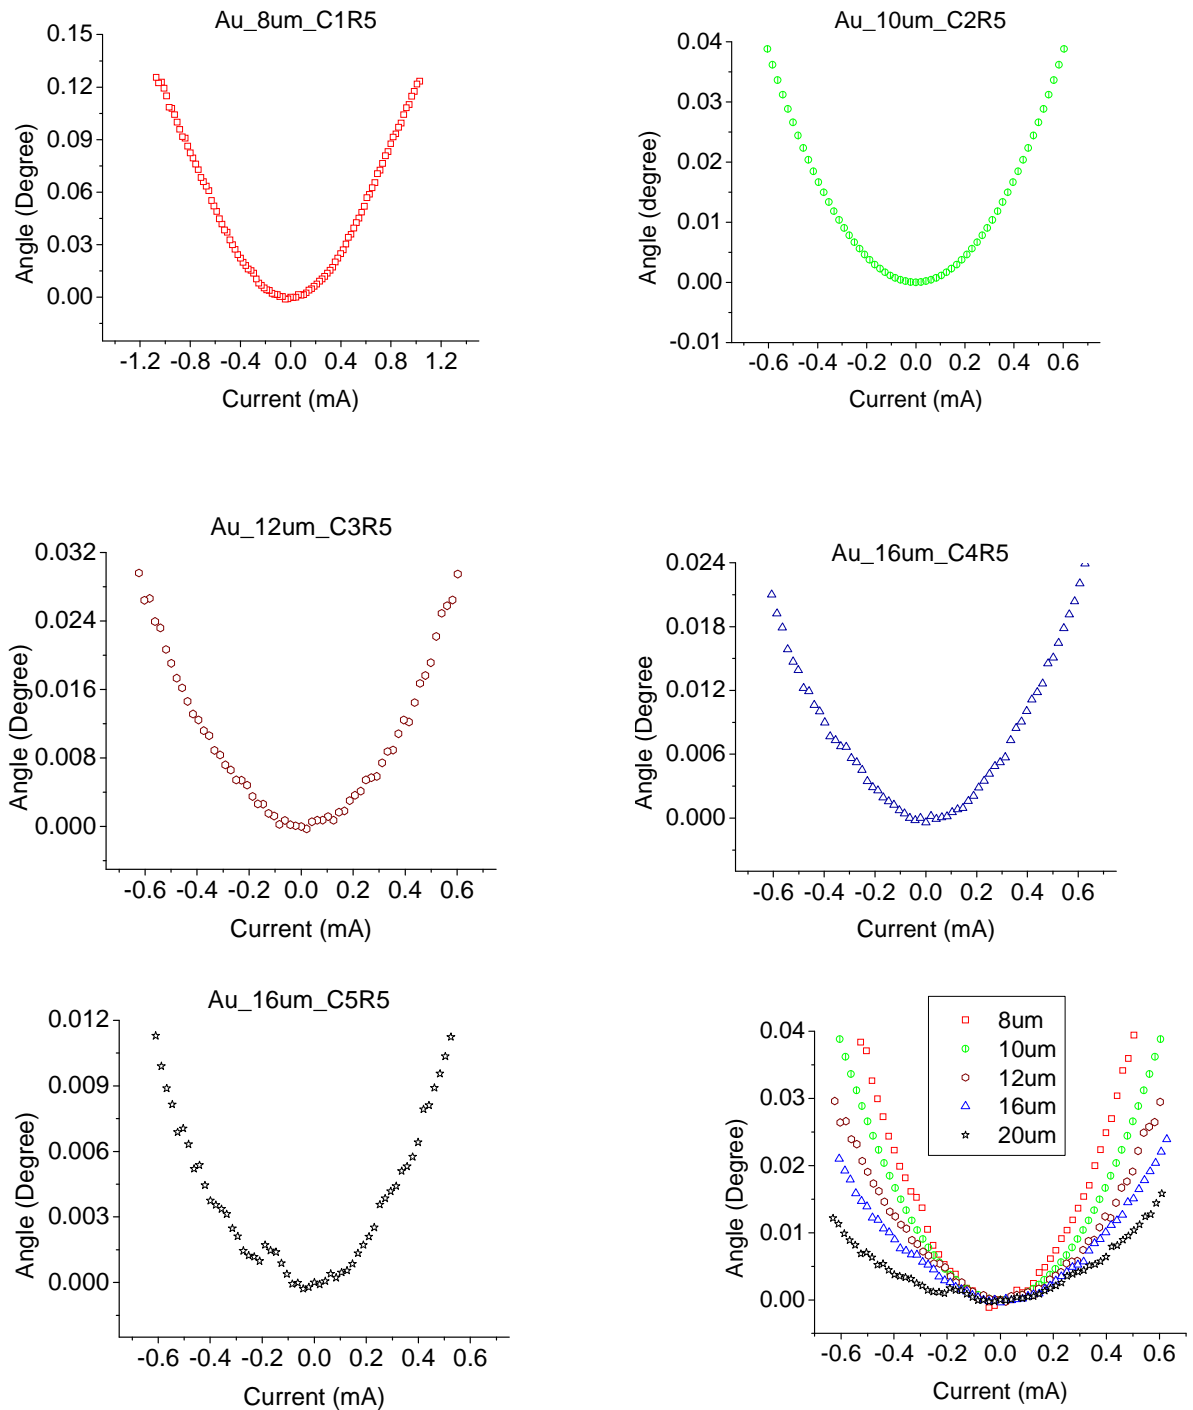 Au_8um_C1R5
0.15
0.12
0.09
0.06
0.03
0.00
Angle (Degree)
-1.2 -0.8 -0.4 0.0 0.4 0.8 1.2
Current (mA)
Au_10um_C2R5
0.04
0.03
0.02
0.01
0.00
-0.01
Angle (degree)
-0.6 -0.4 -0.2 0.0 0.2 0.4 0.6
Current (mA)
Au_12um_C3R5
0.032
0.024
0.016
0.008
0.000
Angle (Degree)
-0.6 -0.4 -0.2 0.0 0.2 0.4 0.6
Current (mA)
Au_16um_C4R5
0.024
0.018
0.012
0.006
0.000
Angle (Degree
-0.6 -0.4 -0.2 0.0 0.2 0.4 0.6
Current (mA)
Au_16um_C5R5
0.012
0.009
0.006
0.003
0.000
Angle (Degree)
-0.6 -0.4 -0.2 0.0 0.2 0.4 0.6
Current (mA)
8um
10um
12um
16um
20um
0.04
0.03
0.02
0.01
0.00
Angle (Degree)
-0.6 -0.4 -0.2 0.0 0.2 0.4 0.6
Current (mA)